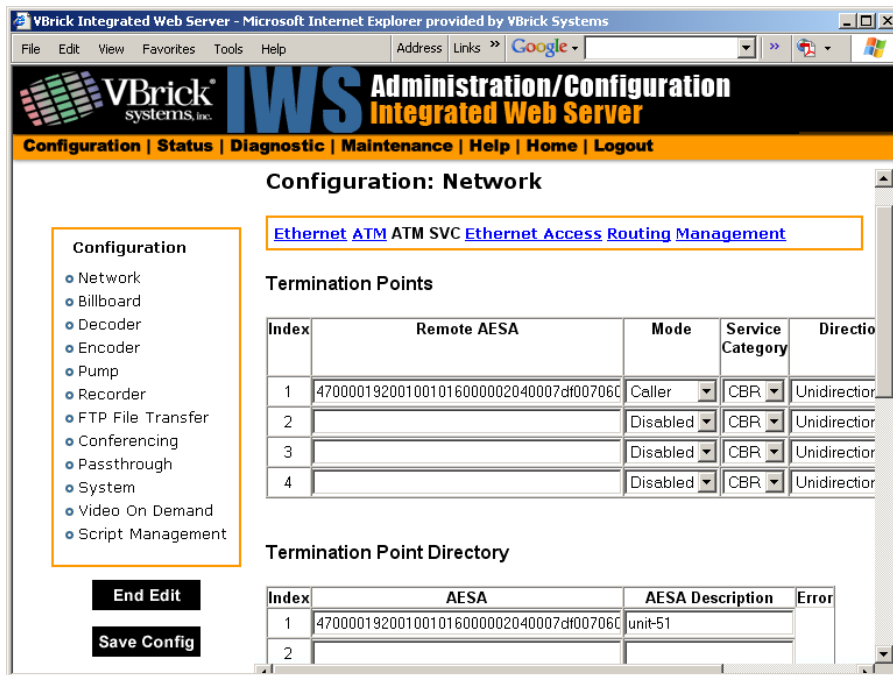 VBrick Integrated Web Server - Microsoft Internet Explorer provided by VBrick Systems
File Edit View Favorites Tools Help Address Links » Google »
VBrick systems, inc. IWS Administration/Configuration
Integrated Web Server
Configuration | Status | Diagnostic | Maintenance | Help | Home | Logout
Configuration: Network
Ethernet ATM ATM SVC Ethernet Access Routing Management
Configuration
Network
Billboard
Decoder
Encoder
Pump
Recorder
FTP File Transfer
Conferencing
Passthrough
System
Video On Demand
Script Management
End Edit
Save Config
Termination Points
Index Remote AESA Mode Service Category Directio
1 47000019200100101600000204007df00706 Caller CBR Unidirection
2 Disabled CBR Unidirection
3 Disabled CBR Unidirection
4 Disabled CBR Unidirection
Termination Point Directory
Index AESA AESA Description Error
1 47000019200100101600000204007df00706 unit-51
2